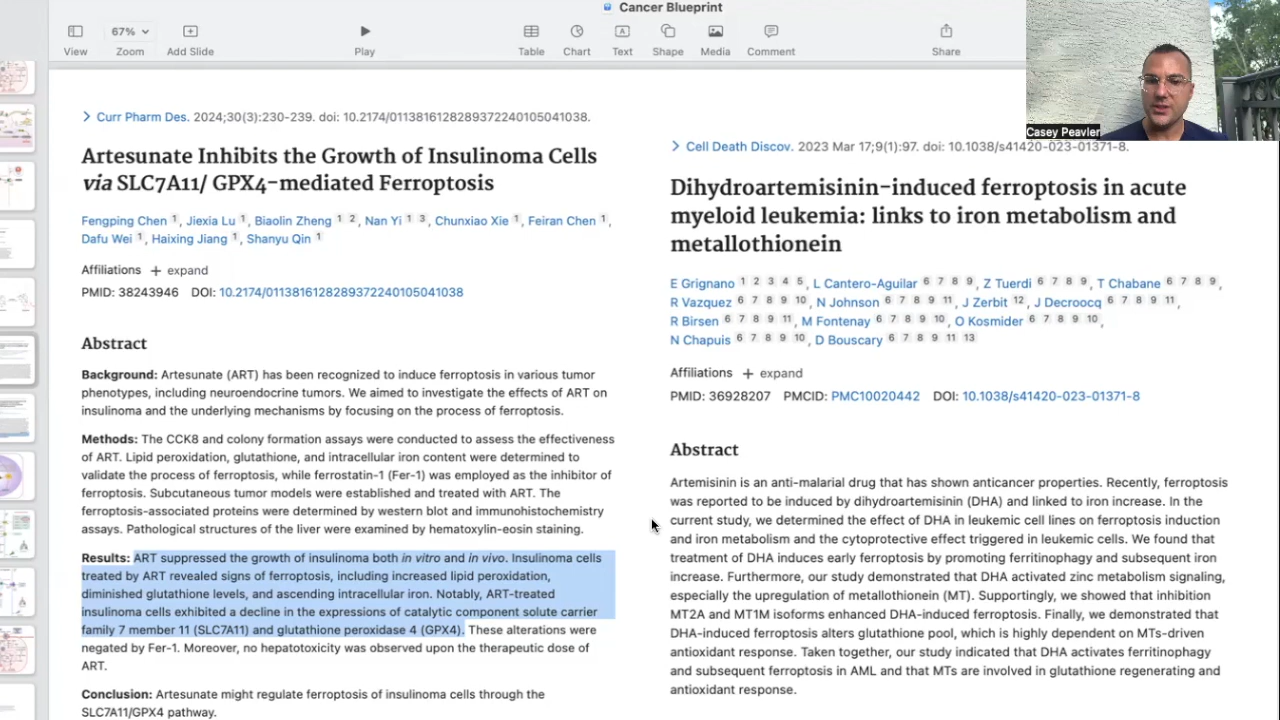 Cancer Blueprint
67%
View
Zoom
Add Slide
Play
Table
Chart
Text
Shape
Media
Comment
Share
Casey Peavler
Curr Pharm Des. 2024;30(3):230-239. doi: 10.2174/0113816128289372240105041038.
Artesunate Inhibits the Growth of Insulinoma Cells
via SLC7A11/ GPX4-mediated Ferroptosis
Fengping Chen 1, Jiexia Lu 1, Biaolin Zheng 1 2, Nan Yi 1 3, Chunxiao Xie 1, Feiran Chen 1,
Dafu Wei 1, Haixing Jiang 1, Shanyu Qin 1
Affiliations + expand
PMID: 38243946 DOI: 10.2174/0113816128289372240105041038
Abstract
Background: Artesunate (ART) has been recognized to induce ferroptosis in various tumor
phenotypes, including neuroendocrine tumors. We aimed to investigate the effects of ART on
insulinoma and the underlying mechanisms by focusing on the process of ferroptosis.
Methods: The CCK8 and colony formation assays were conducted to assess the effectiveness
of ART. Lipid peroxidation, glutathione, and intracellular iron content were determined to
validate the process of ferroptosis, while ferrostatin-1 (Fer-1) was employed as the inhibitor of
ferroptosis. Subcutaneous tumor models were established and treated with ART. The
ferroptosis-associated proteins were determined by western blot and immunohistochemistry
assays. Pathological structures of the liver were examined by hematoxylin-eosin staining.
Results: ART suppressed the growth of insulinoma both in vitro and in vivo. Insulinoma cells
treated by ART revealed signs of ferroptosis, including increased lipid peroxidation,
diminished glutathione levels, and ascending intracellular iron. Notably, ART-treated
insulinoma cells exhibited a decline in the expressions of catalytic component solute carrier
family 7 member 11 (SLC7A11) and glutathione peroxidase 4 (GPX4). These alterations were
negated by Fer-1. Moreover, no hepatotoxicity was observed upon the therapeutic dose of
ART.
Conclusion: Artesunate might regulate ferroptosis of insulinoma cells through the
SLC7A11/GPX4 pathway.
Cell Death Discov. 2023 Mar 17;9(1):97. doi: 10.1038/s41420-023-01371-8.
Dihydroartemisinin-induced ferroptosis in acute
myeloid leukemia: links to iron metabolism and
metallothionein
E Grignano 1 2 3 4 5, L Cantero-Aguilar 6 7 8 9, Z Tuerdi 6 7 8 9, T Chabane 6 7 8 9,
R Vazquez 6 7 8 9 10, N Johnson 6 7 8 9 11, J Zerbit 12, J Decroocq 6 7 8 9 11,
R Birsen 6 7 8 9 11, M Fontenay 6 7 8 9 10, O Kosmider 6 7 8 9 10,
N Chapuis 6 7 8 9 10, D Bouscary 6 7 8 9 11 13
Affiliations + expand
PMID: 36928207 PMCID: PMC10020442 DOI: 10.1038/s41420-023-01371-8
Abstract
Artemisinin is an anti-malarial drug that has shown anticancer properties. Recently, ferroptosis
was reported to be induced by dihydroartemisinin (DHA) and linked to iron increase. In the
current study, we determined the effect of DHA in leukemic cell lines on ferroptosis induction
and iron metabolism and the cytoprotective effect triggered in leukemic cells. We found that
treatment of DHA induces early ferroptosis by promoting ferritinophagy and subsequent iron
increase. Furthermore, our study demonstrated that DHA activated zinc metabolism signaling,
especially the upregulation of metallothionein (MT). Supportingly, we showed that inhibition
MT2A and MT1M isoforms enhanced DHA-induced ferroptosis. Finally, we demonstrated that
DHA-induced ferroptosis alters glutathione pool, which is highly dependent on MTs-driven
antioxidant response. Taken together, our study indicated that DHA activates ferritinophagy
and subsequent ferroptosis in AML and that MTs are involved in glutathione regenerating and
antioxidant response.